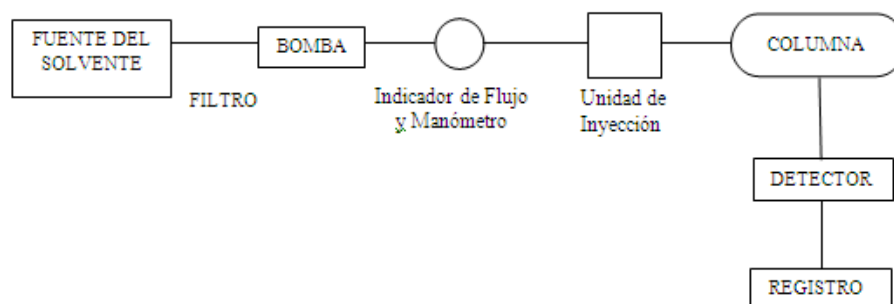 FUENTE DEL
SOLVENTE
BOMBA
COLUMNA
FILTRO
Indicador de Flujo
y Manómetro
Unidad de
Inyección
DETECTOR
REGISTRO